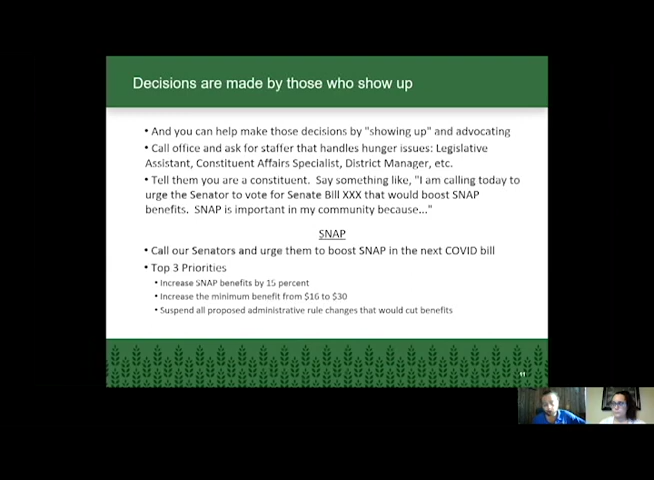 Decisions are made by those who show up
• And you can help make those decisions by "showing up" and advocating
• Call office and ask for staffer that handles hunger issues: Legislative
Assistant, Constituent Affairs Specialist, District Manager, etc.
• Tell them you are a constituent.  Say something like, "I am calling today to
urge the Senator to vote for Senate Bill XXX that would boost SNAP
benefits.  SNAP is important in my community because..."
SNAP
• Call our Senators and urge them to boost SNAP in the next COVID bill
• Top 3 Priorities
• Increase SNAP benefits by 15 percent
• Increase the minimum benefit from $16 to $30
• Suspend all proposed administrative rule changes that would cut benefits
11